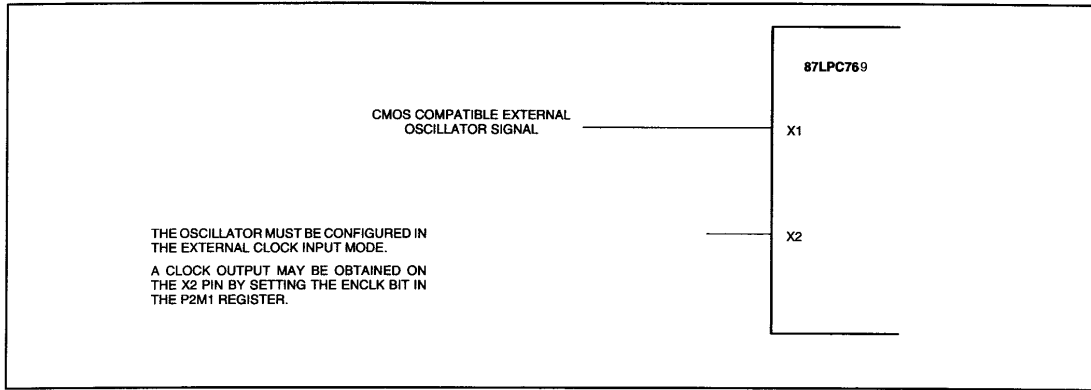 87LPC769
CMOS COMPATIBLE EXTERNAL
OSCILLATOR SIGNAL
X1
THE OSCILLATOR MUST BE CONFIGURED IN
THE EXTERNAL CLOCK INPUT MODE.
X2
A CLOCK OUTPUT MAY BE OBTAINED ON
THE X2 PIN BY SETTING THE ENCLK BIT IN
THE P2M1 REGISTER.